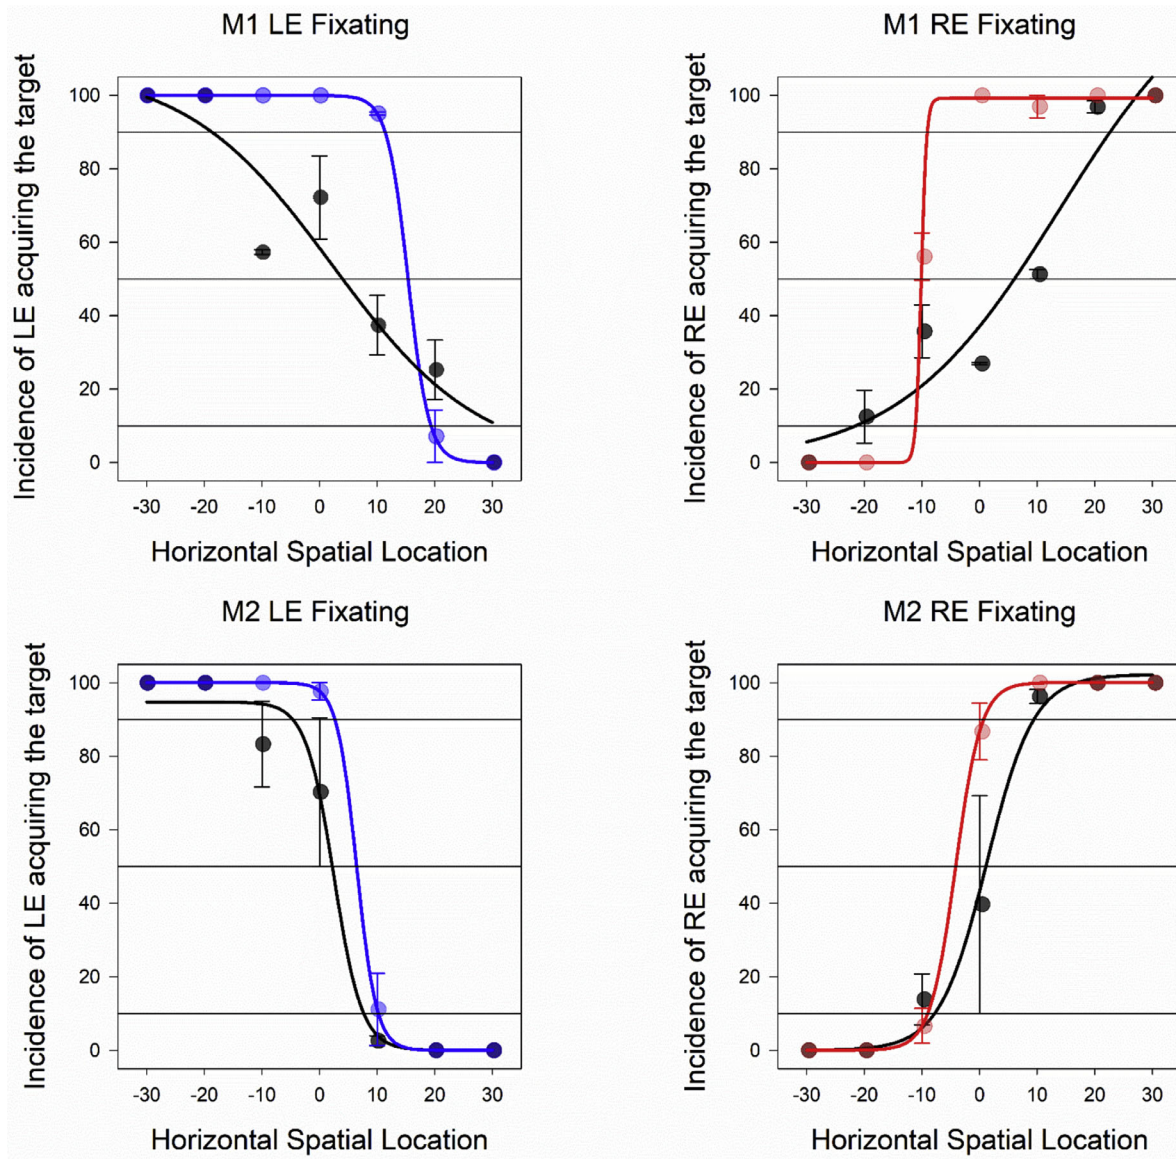 M1 LE Fixating
Incidence of LE acquiring the target
100
80
60
40
20
0
-30 -20 -10 0 10 20 30
Horizontal Spatial Location
M1 RE Fixating
Incidence of RE acquiring the target
100
80
60
40
20
0
-30 -20 -10 0 10 20 30
Horizontal Spatial Location
M2 LE Fixating
Incidence of LE acquiring the target
100
80
60
40
20
0
-30 -20 -10 0 10 20 30
Horizontal Spatial Location
M2 RE Fixating
Incidence of RE acquiring the target
100
80
60
40
20
0
-30 -20 -10 0 10 20 30
Horizontal Spatial Location